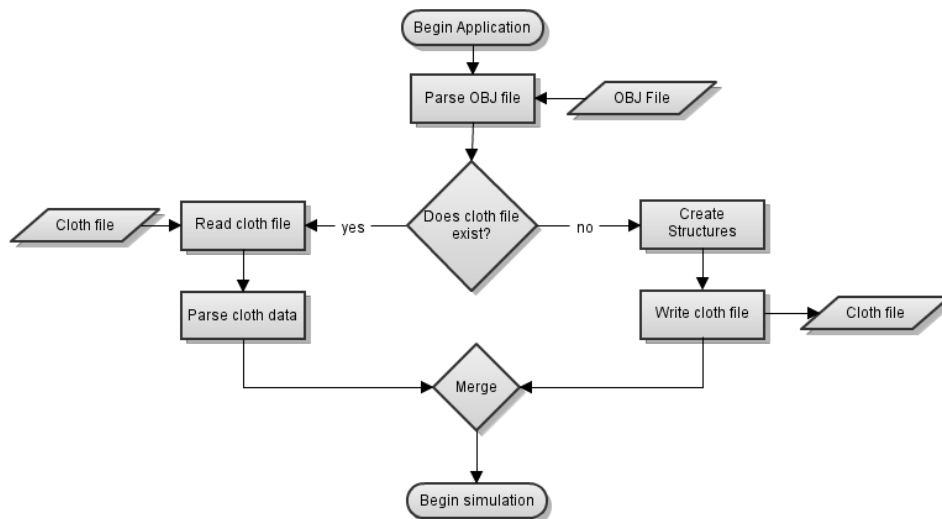 Begin Application
Parse OBJ file
OBJ File
Does cloth file
exist?
yes
no
Cloth file
Read cloth file
Create
Structures
Parse cloth data
Write cloth file
Cloth file
Merge
Begin simulation